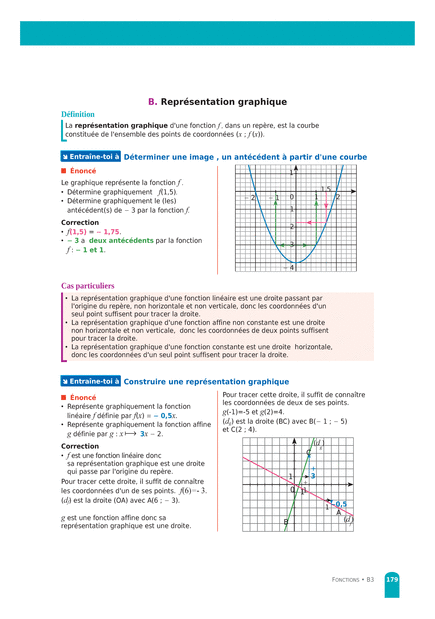 B. Représentation graphique
Définition
La représentation graphique d'une fonction f, dans un repère, est la courbe
constituée de l'ensemble des points de coordonnées (x ; f (x)).
Entraîne-toi à Déterminer une image , un antécédent à partir d'une courbe
Énoncé
Le graphique représente la fonction f .
• Détermine graphiquement f(1,5).
• Détermine graphiquement le (les)
antécédent(s) de − 3 par la fonction f.
Correction
• f(1,5) = − 1,75.
• − 3 a deux antécédents par la fonction
f : − 1 et 1.
1
1,5
− 2
− 1
0
1
2
1
2
− 3
− 4
Cas particuliers
• La représentation graphique d'une fonction linéaire est une droite passant par
l'origine du repère, non horizontale et non verticale, donc les coordonnées d'un
seul point suffisent pour tracer la droite.
• La représentation graphique d'une fonction affine non constante est une droite
non horizontale et non verticale, donc les coordonnées de deux points suffisent
pour tracer la droite.
• La représentation graphique d'une fonction constante est une droite horizontale,
donc les coordonnées d'un seul point suffisent pour tracer la droite.
Entraîne-toi à Construire une représentation graphique
Énoncé
• Représente graphiquement la fonction
linéaire f définie par f(x) = − 0,5x.
• Représente graphiquement la fonction affine
g définie par g : x ⟼ 3x − 2.
Correction
• f est une fonction linéaire donc
sa représentation graphique est une droite
qui passe par l'origine du repère.
Pour tracer cette droite, il suffit de connaître
les coordonnées d'un de ses points. f(6)=- 3.
(df) est la droite (OA) avec A(6 ; − 3).
g est une fonction affine donc sa
représentation graphique est une droite.
Pour tracer cette droite, il suffit de connaître
les coordonnées de deux de ses points.
g(-1)=-5 et g(2)=4.
(dg) est la droite (BC) avec B(− 1 ; − 5)
et C(2 ; 4).
C
+
3
1
0
1
1
−0,5
A
B
FONCTIONS • B3
179